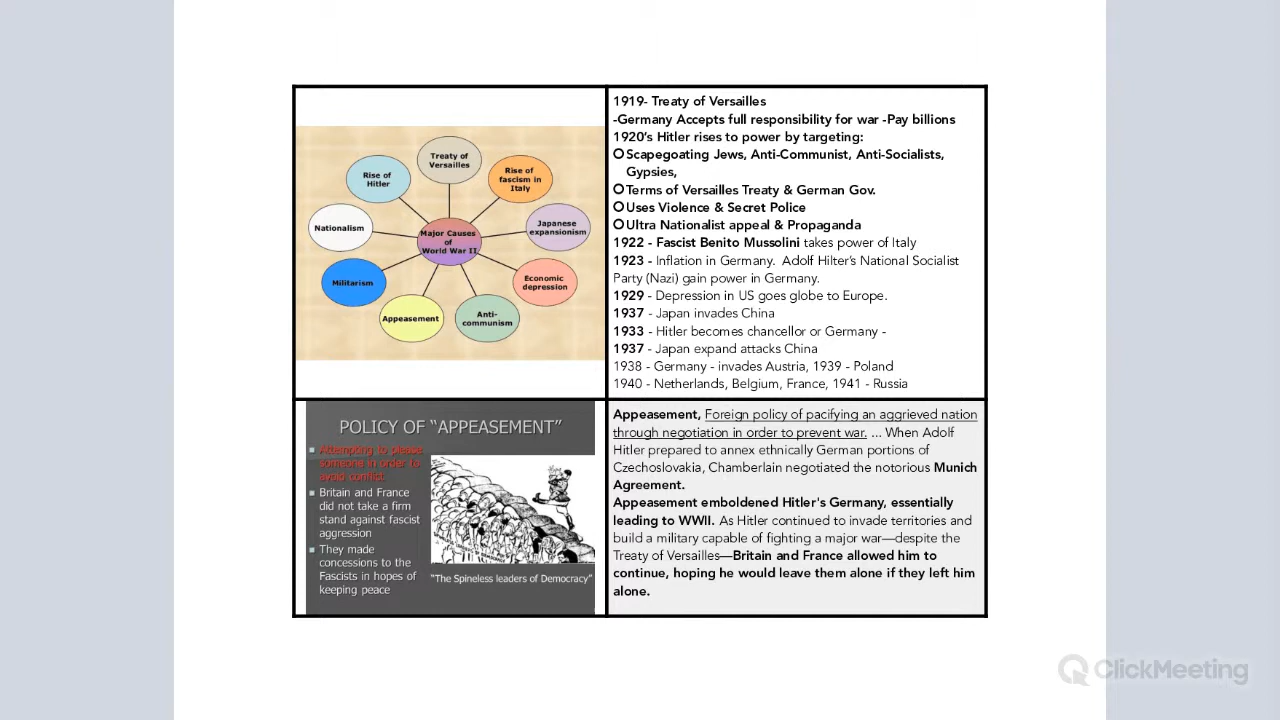 Treaty of
Versailles
Rise of
fascism in
Italy
Japanese
expansionism
Economic
depression
Anti-
communism
Appeasement
Militarism
Nationalism
Rise of
Hitler
Major Causes
of
World War II
1919- Treaty of Versailles
-Germany Accepts full responsibility for war -Pay billions
1920's Hitler rises to power by targeting:
Scapegoating Jews, Anti-Communist, Anti-Socialists,
Gypsies,
Terms of Versailles Treaty & German Gov.
Uses Violence & Secret Police
Ultra Nationalist appeal & Propaganda
1922 - Fascist Benito Mussolini takes power of Italy
1923 - Inflation in Germany. Adolf Hilter's National Socialist
Party (Nazi) gain power in Germany.
1929 - Depression in US goes globe to Europe.
1937 - Japan invades China
1933 - Hitler becomes chancellor or Germany -
1937 - Japan expand attacks China
1938 - Germany - invades Austria, 1939 - Poland
1940 - Netherlands, Belgium, France, 1941 - Russia
POLICY OF "APPEASEMENT"
Attempting to please
someone in order to
avoid conflict
Britain and France
did not take a firm
stand against fascist
aggression
They made
concessions to the
Fascists in hopes of
keeping peace
"The Spineless leaders of Democracy"
Appeasement, Foreign policy of pacifying an aggrieved nation
through negotiation in order to prevent war. ... When Adolf
Hitler prepared to annex ethnically German portions of
Czechoslovakia, Chamberlain negotiated the notorious Munich
Agreement.
Appeasement emboldened Hitler's Germany, essentially
leading to WWII. As Hitler continued to invade territories and
build a military capable of fighting a major war—despite the
Treaty of Versailles—Britain and France allowed him to
continue, hoping he would leave them alone if they left him
alone.
ClickMeeting